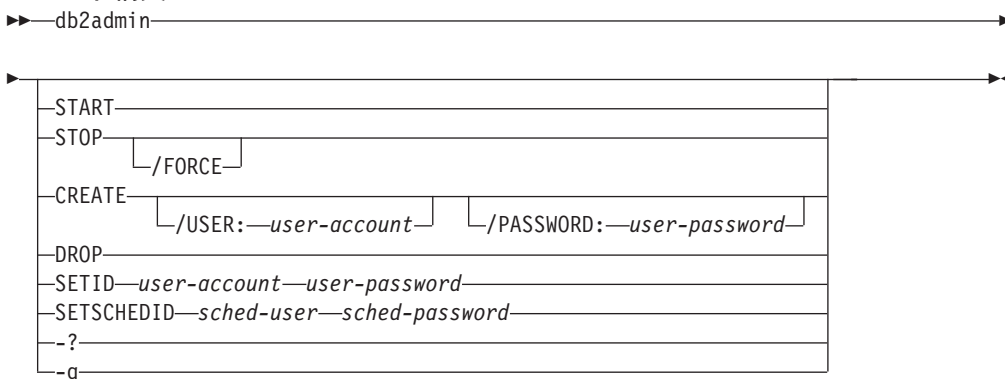 db2admin
START
STOP /FORCE
CREATE /USER: user-account /PASSWORD: user-password
DROP
SETID user-account user-password
SETSCHEDID sched-user sched-password
-?
-q